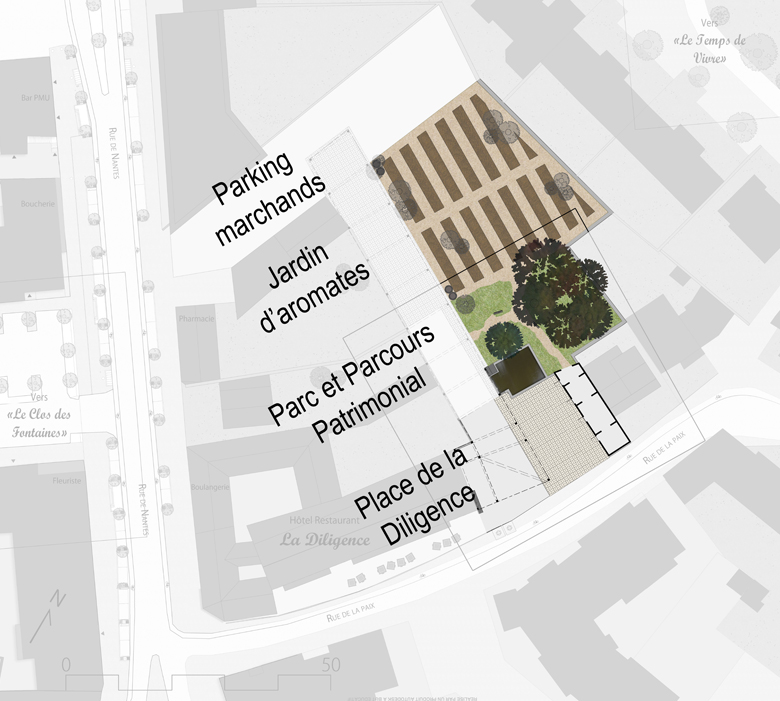 Vers
«Le Temps de
Vivre»
Bar PMU
RUE DE NANTES
Boucherie
Parking
marchands
Jardin
d'aromates
Pharmacie
Parc et Parcours
Patrimonial
Vers
«Le Clos des
Fontaines»
Place de la
Diligence
RUE DE LA PAIX
Fleuriste
Boulangerie
RUE DE NANTES
Hôtel-Restaurant
La Diligence
RUE DE LA PAIX
N
0 50